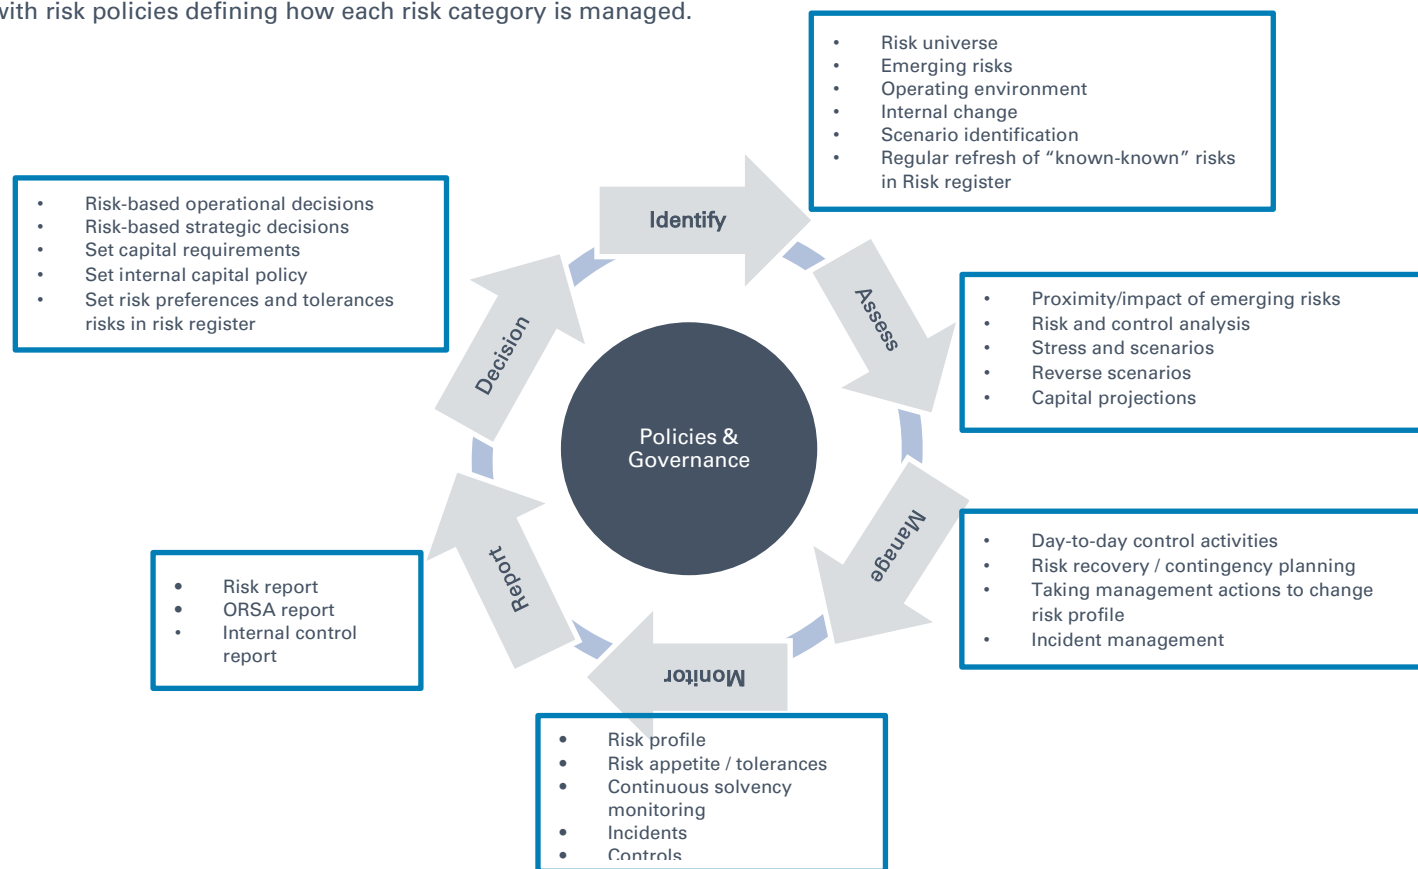 with risk policies defining how each risk category is managed.
• Risk universe
• Emerging risks
• Operating environment
• Internal change
• Scenario identification
• Regular refresh of “known-known” risks
in Risk register
• Risk-based operational decisions
• Risk-based strategic decisions
• Set capital requirements
• Set internal capital policy
• Set risk preferences and tolerances
risks in risk register
Identify
Assess
• Proximity/impact of emerging risks
• Risk and control analysis
• Stress and scenarios
• Reverse scenarios
• Capital projections
Decision
Policies &
Governance
Manage
• Day-to-day control activities
• Risk recovery / contingency planning
• Taking management actions to change
risk profile
• Incident management
Report
• Risk report
• ORSA report
• Internal control
report
Monitor
• Risk profile
• Risk appetite / tolerances
• Continuous solvency
monitoring
• Incidents
• Controls